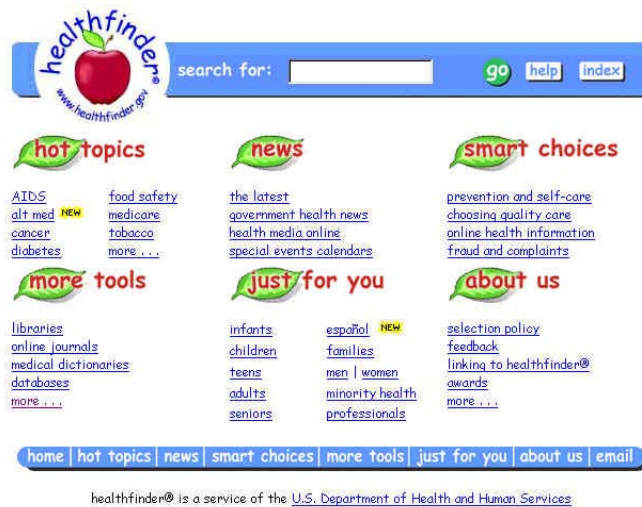 healthfinder®
www.healthfinder.gov
search for:
go
help
index
hot topics
AIDS
alt med NEW
cancer
diabetes
food safety
medicare
tobacco
more . . .
news
the latest
government health news
health media online
special events calendars
smart choices
prevention and self-care
choosing quality care
online health information
fraud and complaints
more tools
libraries
online journals
medical dictionaries
databases
more . . .
just for you
infants
children
teens
adults
seniors
español NEW
families
men | women
minority health
professionals
about us
selection policy
feedback
linking to healthfinder®
awards
more . . .
home | hot topics | news | smart choices | more tools | just for you | about us | email
healthfinder® is a service of the U.S. Department of Health and Human Services